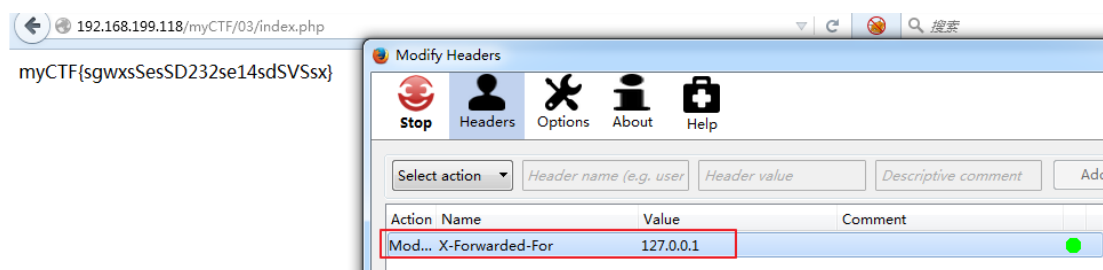 192.168.199.118/myCTF/03/index.php
搜索
myCTF{sgwxsSesSD232se14sdSVSsx}
Modify Headers
Stop Headers Options About Help
Select action Header name (e.g. user Header value Descriptive comment Add
Action Name Value Comment
Mod... X-Forwarded-For 127.0.0.1